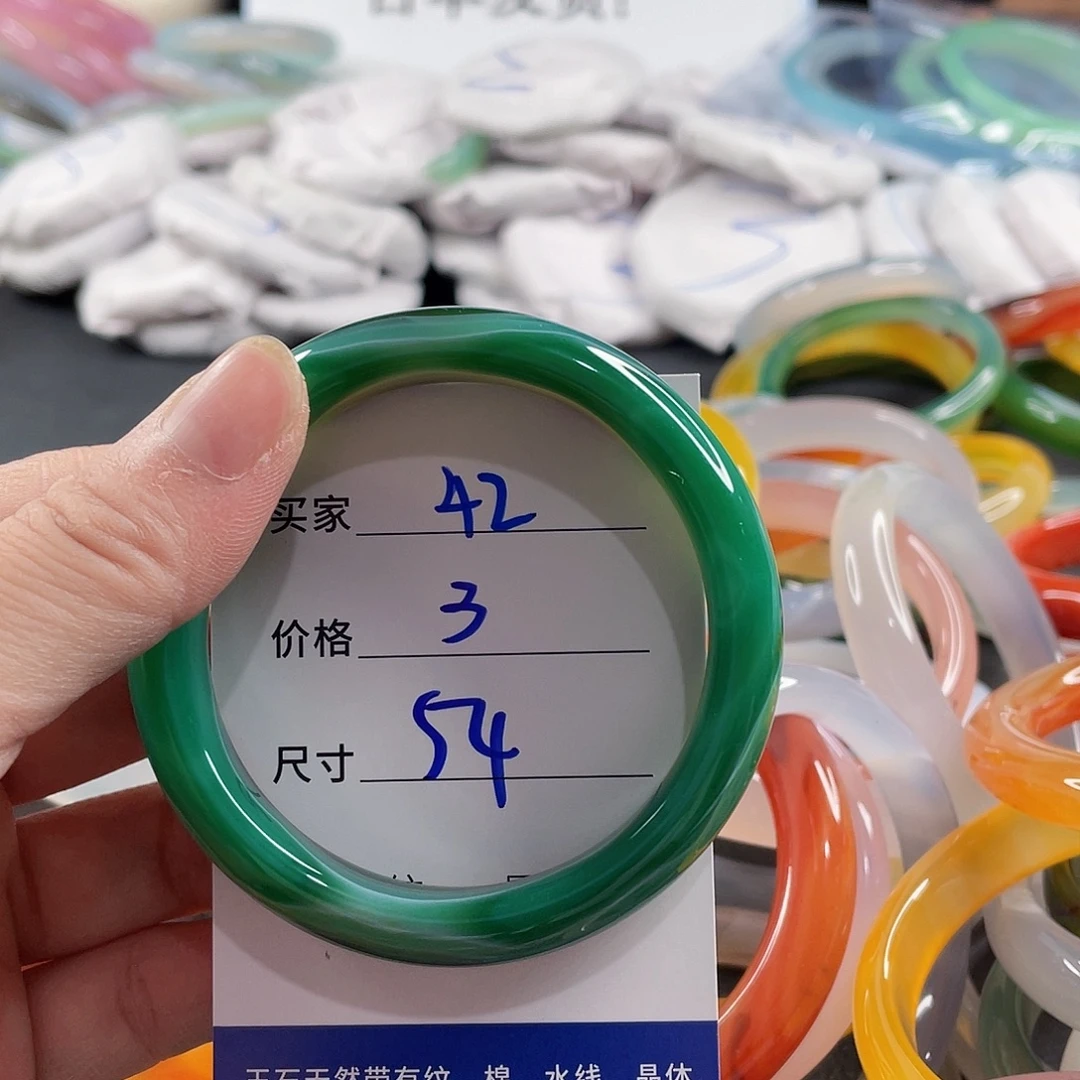 买家 42
价格 3
尺寸 54
玉石天然带有纹、棉、水线、晶体